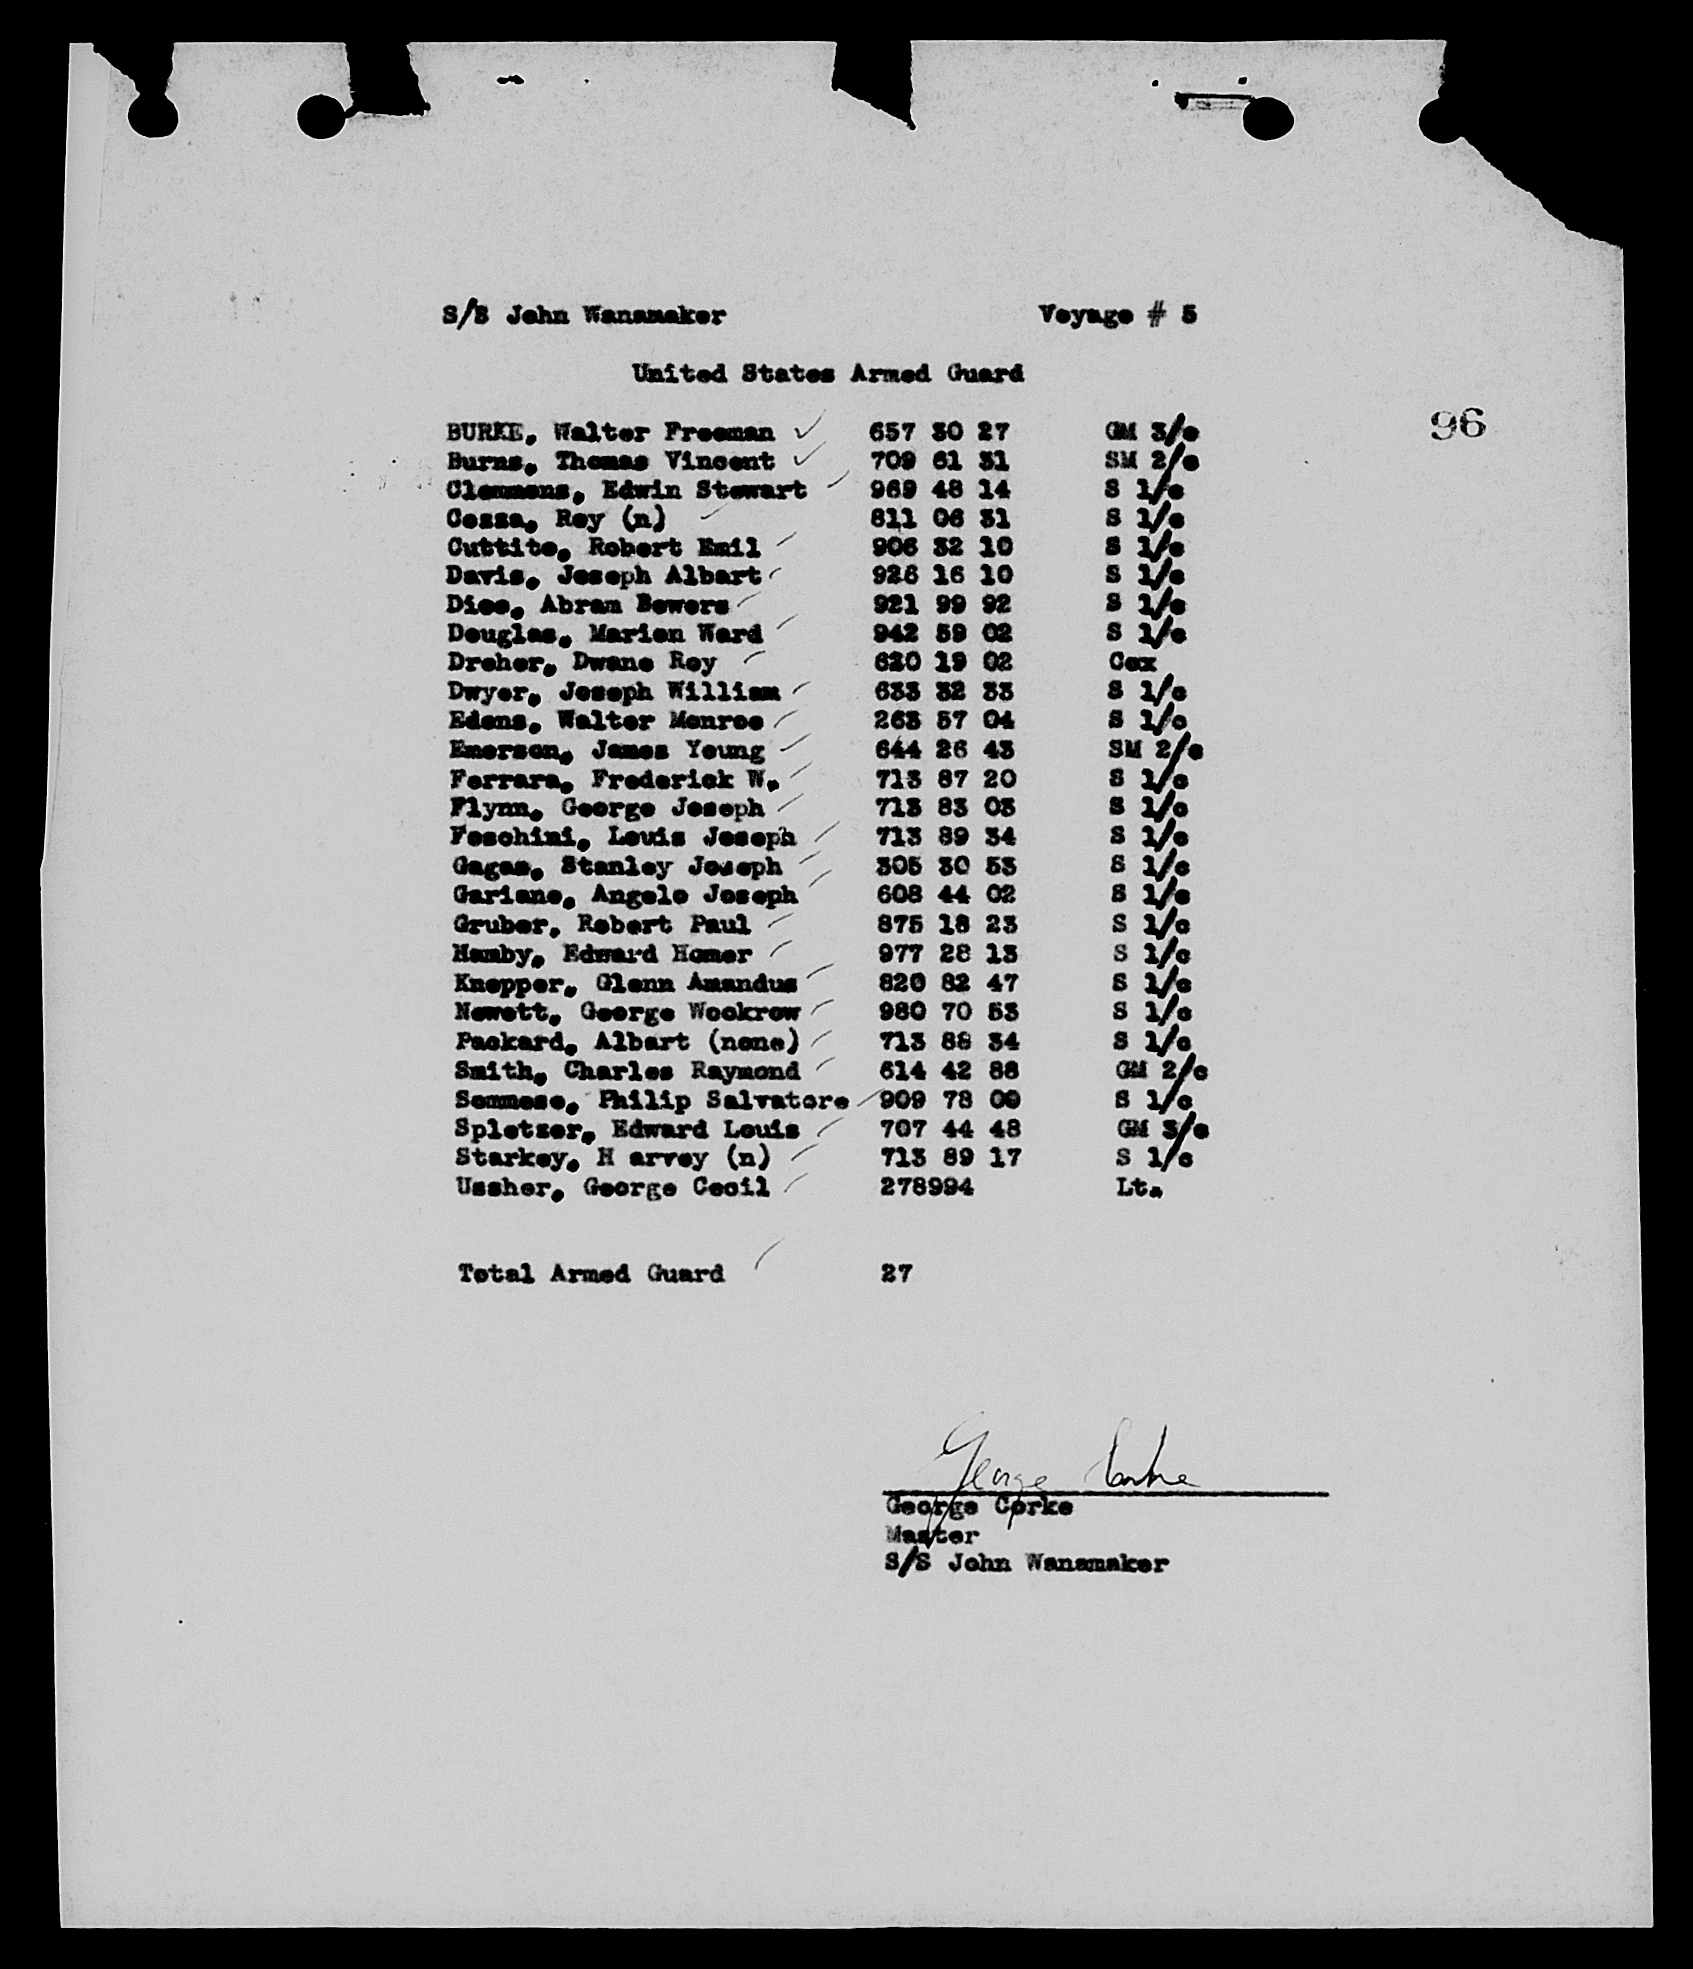 S/S John Wanamaker Voyage # 5
United States Armed Guard
96
BURKE, Walter Freeman ✓ 657 30 27 GM 3/c
Burns, Thomas Vincent ✓ 709 61 31 SM 2/c
Clemmens, Edwin Stewart 969 48 14 S 1/c
Cozza, Roy (n) 811 06 31 S 1/c
Cuttito, Robert Emil 906 32 10 S 1/c
Davis, Joseph Albart 926 16 10 S 1/c
Dice, Abram Bowers 921 99 92 S 1/c
Douglas, Marion Ward 942 59 02 S 1/c
Dreher, Dwane Roy 620 19 02 Cox
Dwyer, Joseph William 633 32 33 S 1/c
Edens, Walter Monroe 263 57 04 S 1/c
Emerson, James Young 644 26 43 SM 2/c
Ferrara, Frederick W. 713 87 20 S 1/c
Flynn, George Joseph 713 83 03 S 1/c
Foschini, Louis Joseph 713 89 34 S 1/c
Gagas, Stanley Joseph 305 30 53 S 1/c
Gariano, Angelo Joseph 608 44 02 S 1/c
Gruber, Robert Paul 875 18 23 S 1/c
Hamby, Edward Homer 977 28 13 S 1/c
Knepper, Glenn Amandus 820 82 47 S 1/c
Newett, George Wookrow 980 70 53 S 1/c
Packard, Albart (none) 713 88 34 S 1/c
Smith, Charles Raymond 614 42 88 GM 2/c
Sommese, Philip Salvatore 909 78 00 S 1/c
Spletzer, Edward Louis 707 44 48 GM 3/c
Starkey, H arvey (n) 713 89 17 S 1/c
Ussher, George Cecil 278994 Lt.
Total Armed Guard 27
George Corke
George Corke
Master
S/S John Wanamaker